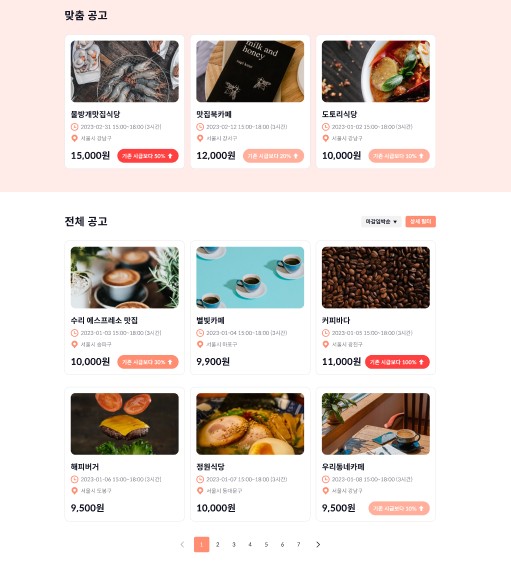 맞춤 공고
milk and
honey
물방개맛집식당
2023-02-31 15:00~18:00 (3시간)
서울시 강남구
15,000원
기존 시급보다 50%
맛집북카페
2023-02-12 15:00~18:00 (3시간)
서울시 강서구
12,000원
기존 시급보다 20%
도토리식당
2023-01-02 15:00~18:00 (3시간)
서울시 강남구
10,000원
기존 시급보다 10%
전체 공고
마감임박순
상세 필터
수리 에스프레소 맛집
2023-01-03 15:00~18:00 (3시간)
서울시 송파구
10,000원
기존 시급보다 30%
별빛카페
2023-01-04 15:00~18:00 (3시간)
서울시 마포구
9,900원
커피바다
2023-01-05 15:00~18:00 (3시간)
서울시 광진구
11,000원
기존 시급보다 100%
해피버거
2023-01-06 15:00~18:00 (3시간)
서울시 도봉구
9,500원
정원식당
2023-01-07 15:00~18:00 (3시간)
서울시 동대문구
10,000원
우리동네카페
2023-05-08 15:00~18:00 (3시간)
서울시 강남구
9,500원
기존 시급보다 10%
1 2 3 4 5 6 7